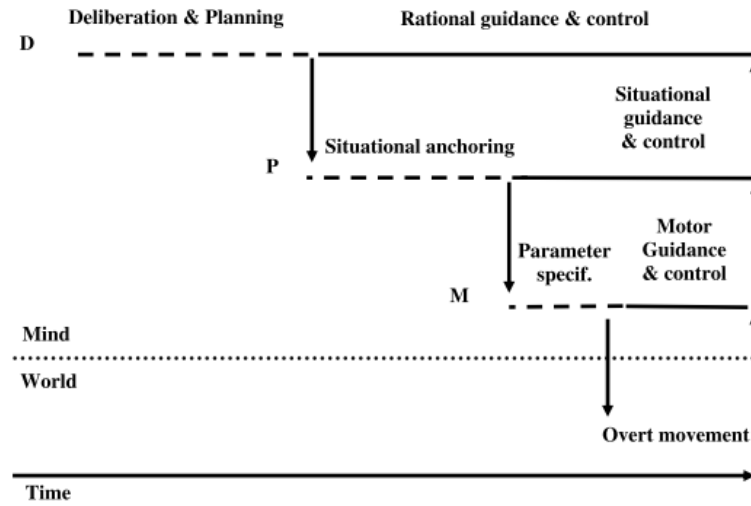 Deliberation & Planning
Rational guidance & control
D
Situational
guidance
& control
Situational anchoring
P
Motor
Guidance
& control
Parameter
specif.
M
Mind
World
Overt movement
Time